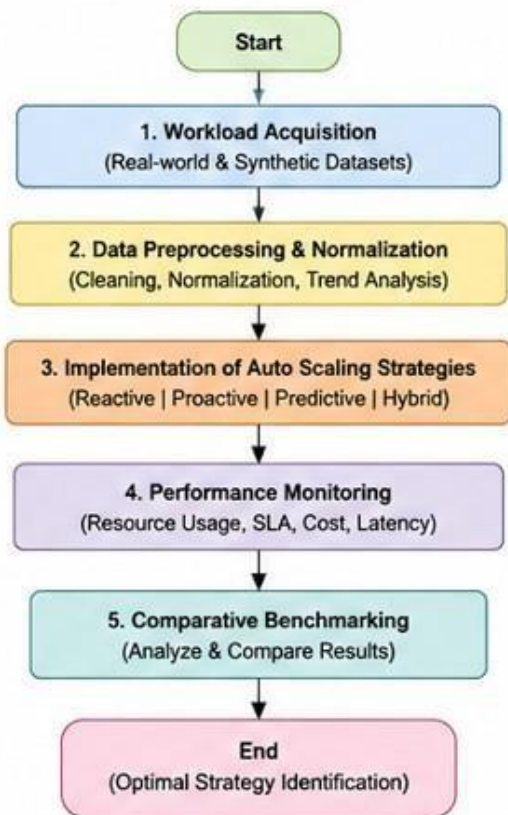 Start
1. Workload Acquisition
(Real-world & Synthetic Datasets)
2. Data Preprocessing & Normalization
(Cleaning, Normalization, Trend Analysis)
3. Implementation of Auto Scaling Strategies
(Reactive | Proactive | Predictive | Hybrid)
4. Performance Monitoring
(Resource Usage, SLA, Cost, Latency)
5. Comparative Benchmarking
(Analyze & Compare Results)
End
(Optimal Strategy Identification)